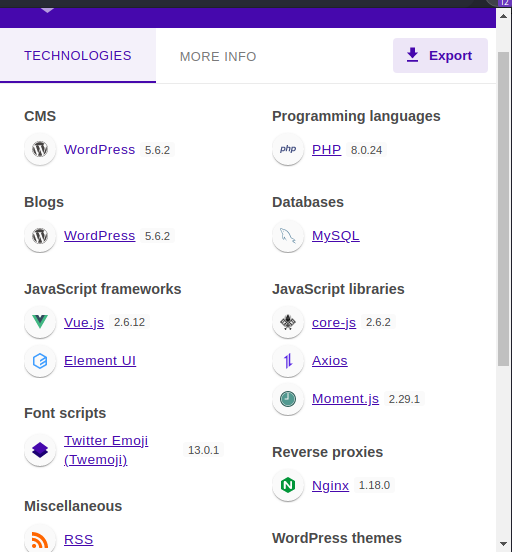 12
TECHNOLOGIES
MORE INFO
Export
CMS
WordPress 5.6.2
Blogs
WordPress 5.6.2
JavaScript frameworks
Vue.js 2.6.12
Element UI
Font scripts
Twitter Emoji
(Twemoji) 13.0.1
Miscellaneous
RSS
Programming languages
php PHP 8.0.24
Databases
MySQL
JavaScript libraries
core-js 2.6.2
Axios
Moment.js 2.29.1
Reverse proxies
Nginx 1.18.0
WordPress themes